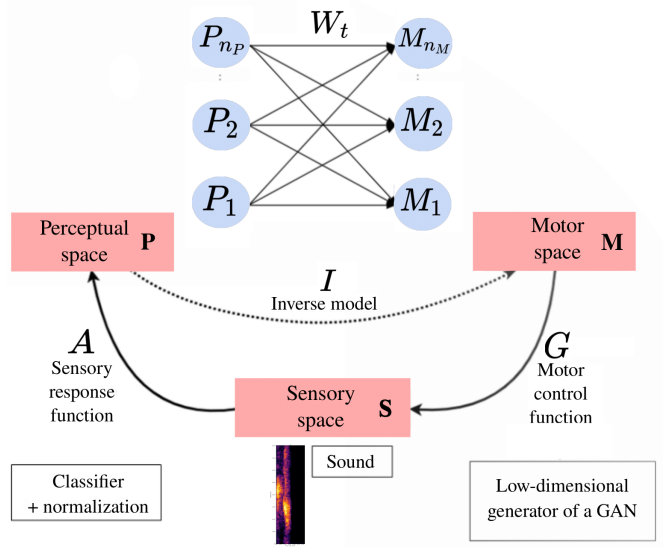 W_t
P_{n_P}
M_{n_M}
P_2
M_2
P_1
M_1
Perceptual
space P
Motor
space M
I
Inverse model
A
Sensory
response
function
G
Motor
control
function
Sensory
space S
Sound
Classifier
+ normalization
Low-dimensional
generator of a GAN